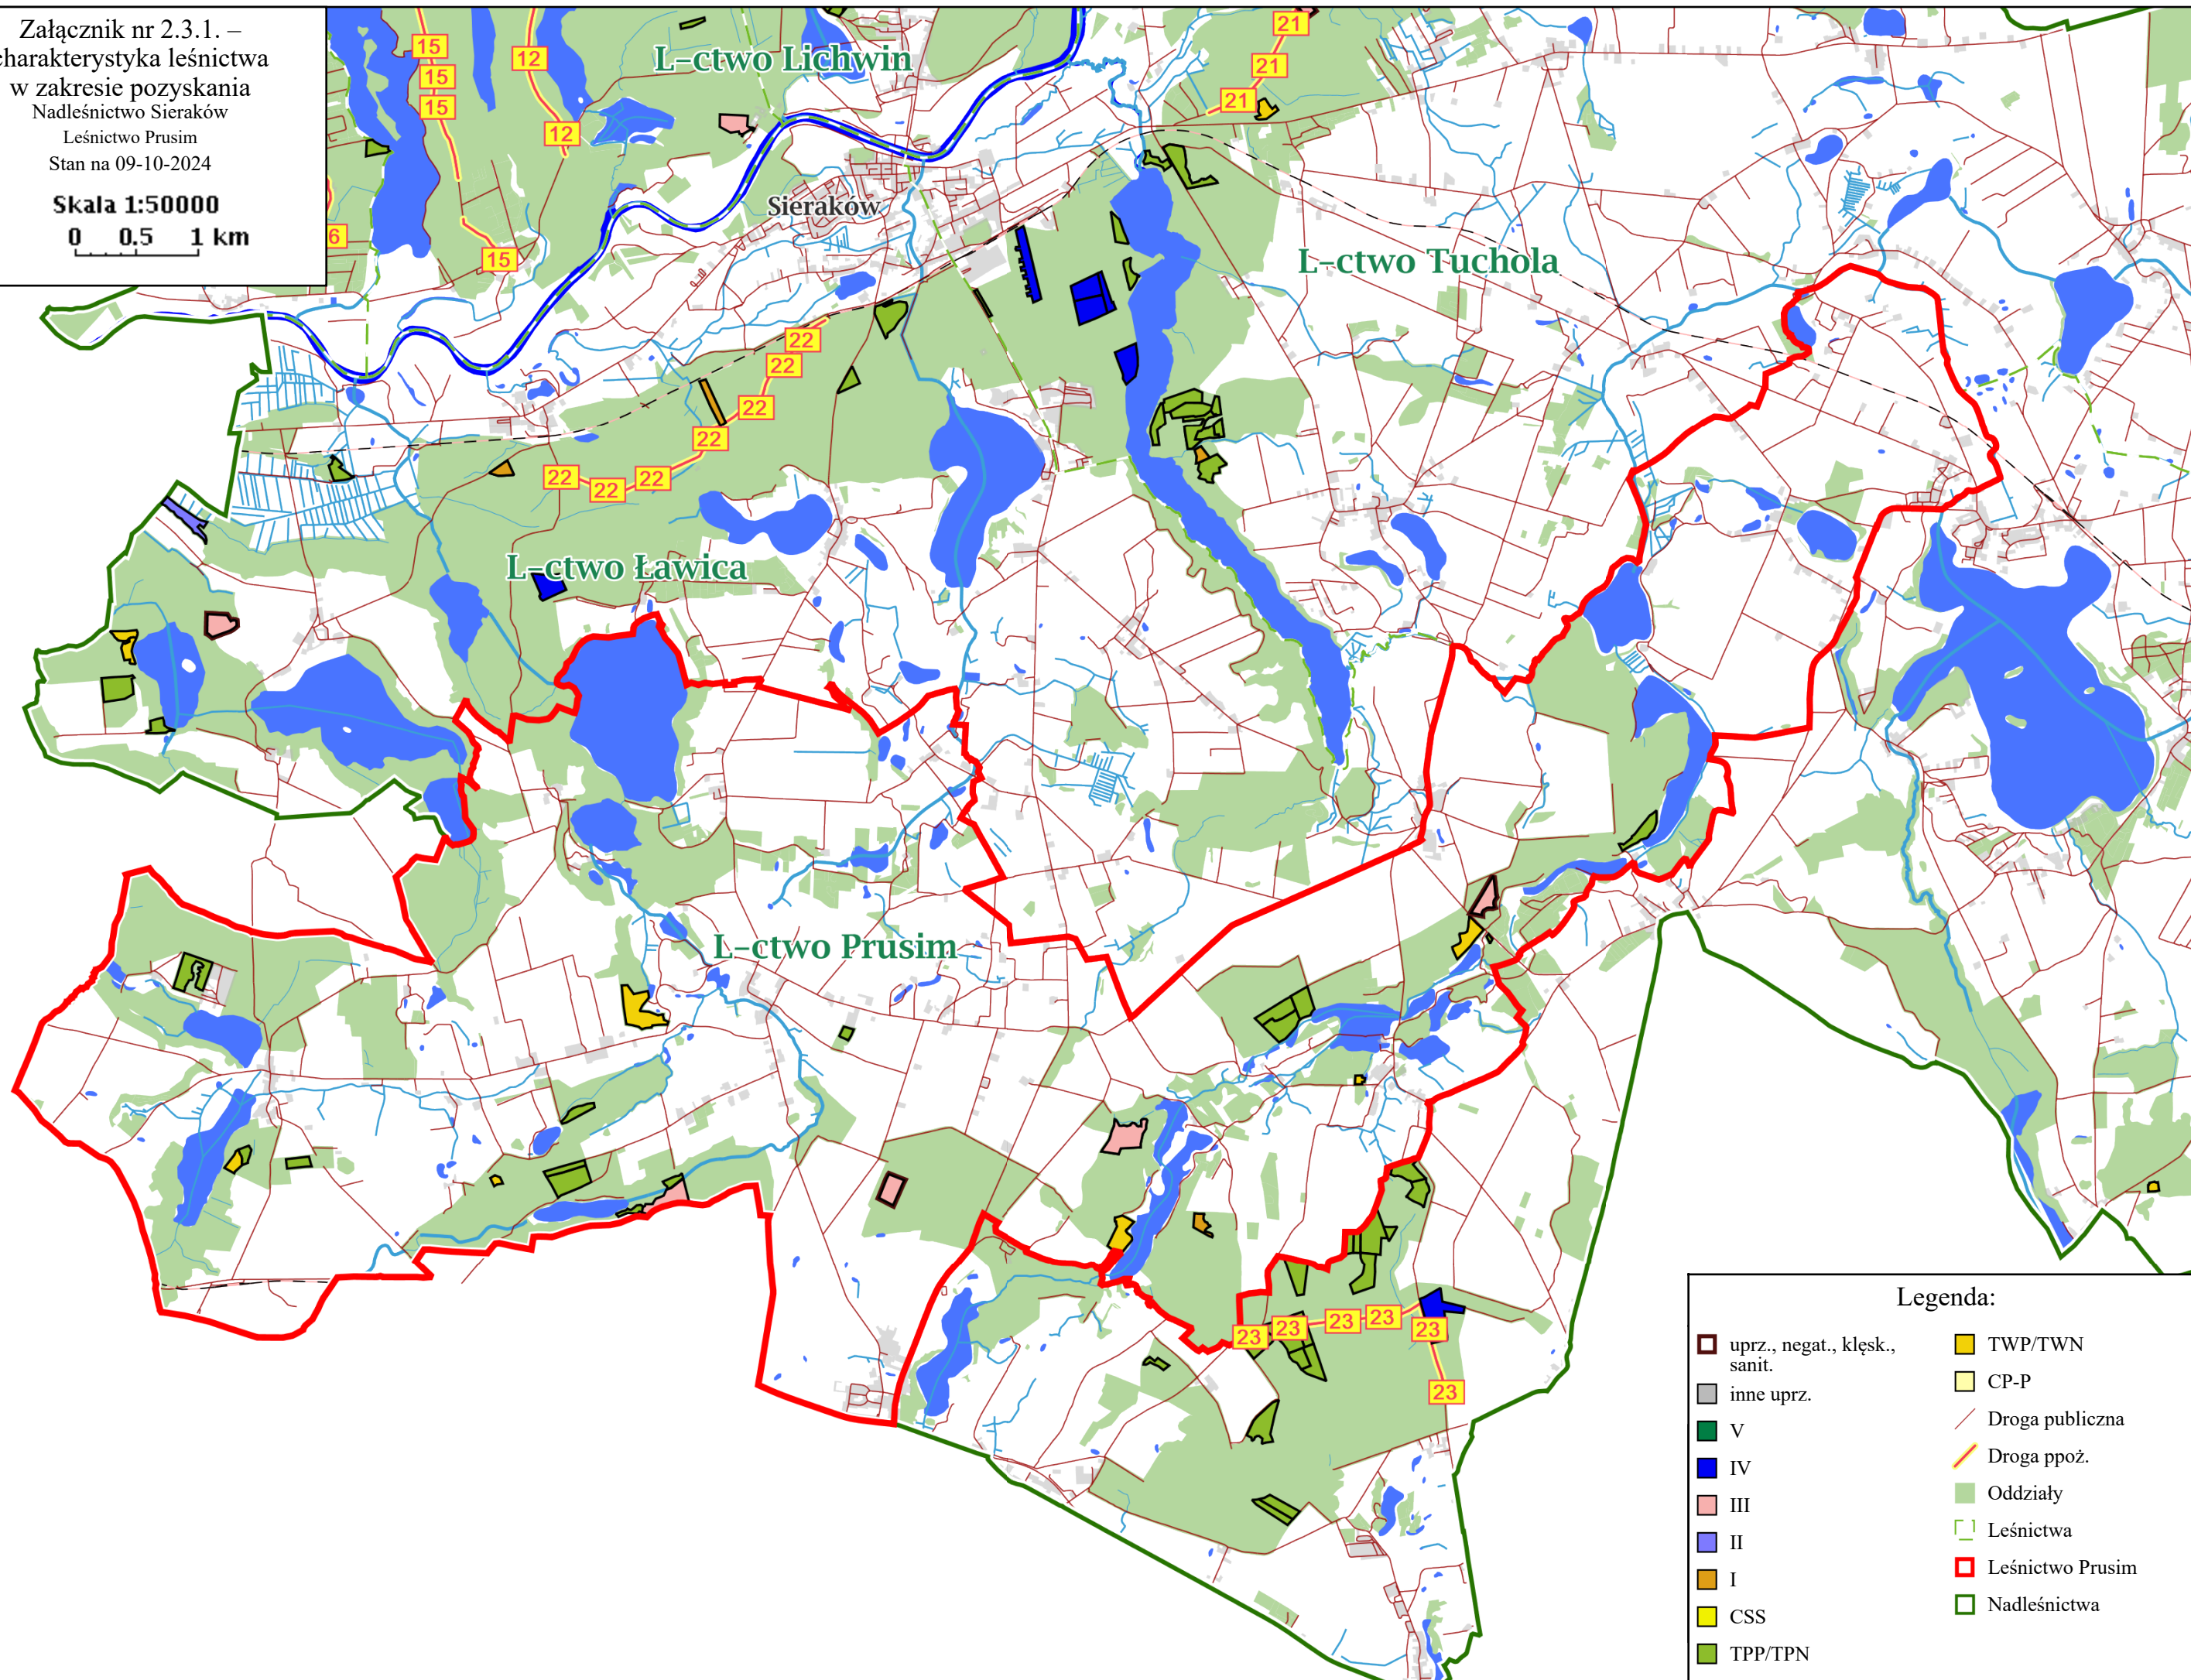 Załącznik nr 2.3.1. –
charakterystyka leśnictwa
w zakresie pozyskania
Nadleśnictwo Sieraków
Leśnictwo Prusim
Stan na 09-10-2024
Skala 1:50000
0 0.5 1 km
15
15
15
12
12
15
6
21
21
21
L-ctwo Lichwin
Sieraków
L-ctwo Tuchola
22
22
22
22
22
22
22
L-ctwo Ławica
L-ctwo Prusim
23
23
23
23
23
23
Legenda:
uprz., negat., klęsk.,
sanit.
inne uprz.
V
IV
III
II
I
CSS
TPP/TPN
TWP/TWN
CP-P
Droga publiczna
Droga ppoż.
Oddziały
Leśnictwa
Leśnictwo Prusim
Nadleśnictwa